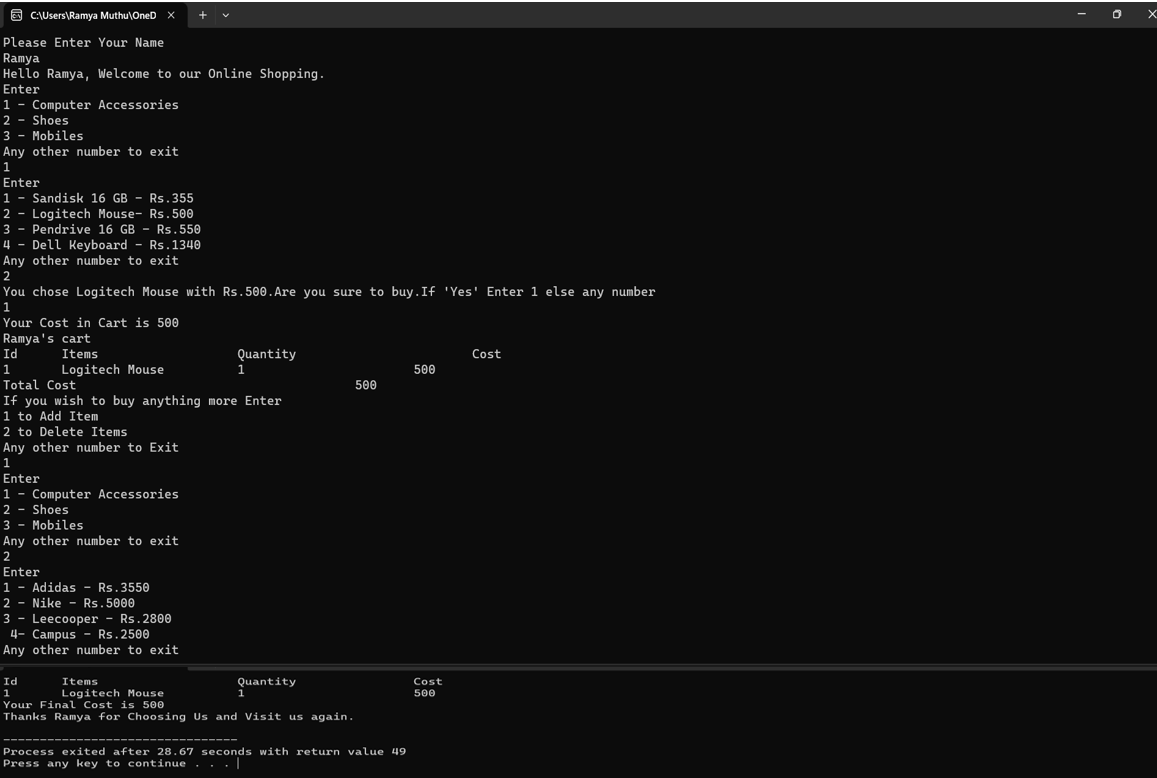 C:\Users\Ramya Muthu\OneD
Please Enter Your Name
Ramya
Hello Ramya, Welcome to our Online Shopping.
Enter
1 - Computer Accessories
2 - Shoes
3 - Mobiles
Any other number to exit
1
Enter
1 - Sandisk 16 GB - Rs.355
2 - Logitech Mouse- Rs.500
3 - Pendrive 16 GB - Rs.550
4 - Dell Keyboard - Rs.1340
Any other number to exit
2
You chose Logitech Mouse with Rs.500.Are you sure to buy.If 'Yes' Enter 1 else any number
1
Your Cost in Cart is 500
Ramya's cart
Id Items Quantity Cost
1 Logitech Mouse 1 500
Total Cost 500
If you wish to buy anything more Enter
1 to Add Item
2 to Delete Items
Any other number to Exit
1
Enter
1 - Computer Accessories
2 - Shoes
3 - Mobiles
Any other number to exit
2
Enter
1 - Adidas - Rs.3550
2 - Nike - Rs.5000
3 - Leecooper - Rs.2800
4- Campus - Rs.2500
Any other number to exit
Id Items Quantity Cost
1 Logitech Mouse 1 500
Your Final Cost is 500
Thanks Ramya for Choosing Us and Visit us again.
--------------------------------
Process exited after 28.67 seconds with return value 49
Press any key to continue . . .